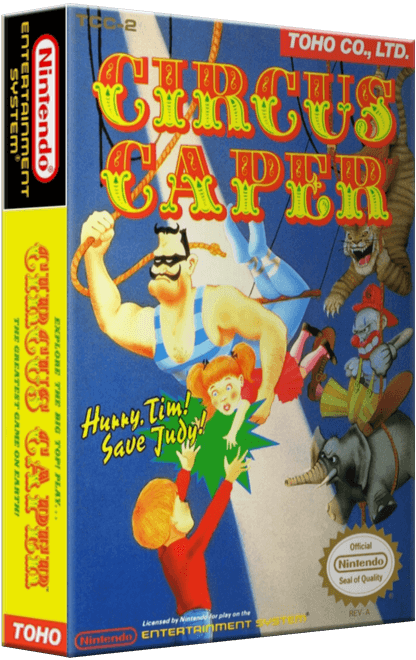 Nintendo®
ENTERTAINMENT
SYSTEM®
EXPLORE THE BIG TOP! PLAY...
CIRCUS CAPER
THE GREATEST GAME ON EARTH!
TOHO
TCC-2
TOHO CO., LTD.
CIRCUS
CAPER
Hurry, Tim!
Save Judy!
Official
Nintendo
Seal of Quality
REV-A
Licensed by Nintendo for play on the
Nintendo
ENTERTAINMENT SYSTEM®